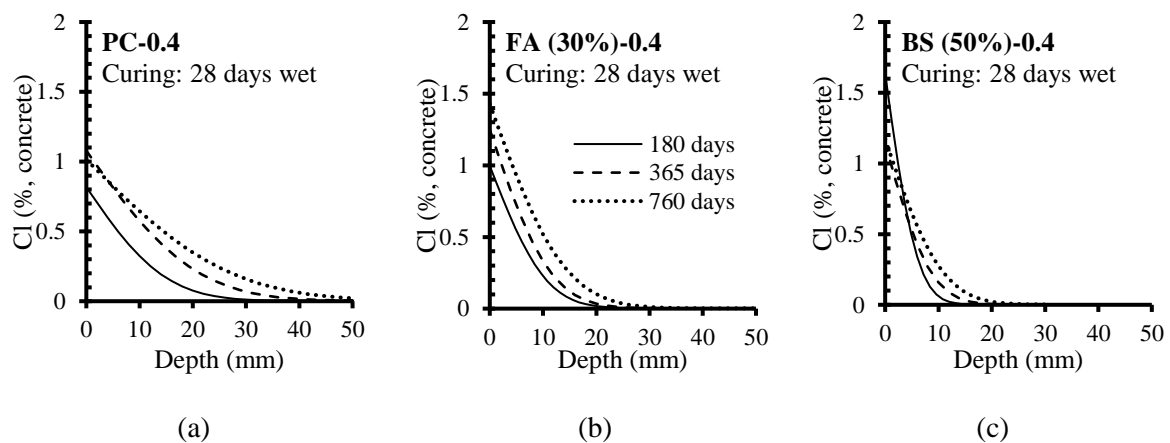 2
PC-0.4
Curing: 28 days wet
1.5
1
0.5
0
0 10 20 30 40 50
Cl (%, concrete)
Depth (mm)
(a)
2
FA (30%)-0.4
Curing: 28 days wet
1.5
180 days
1
365 days
760 days
0.5
0
0 10 20 30 40 50
Cl (%, concrete)
Depth (mm)
(b)
2
BS (50%)-0.4
Curing: 28 days wet
1.5
1
0.5
0
0 10 20 30 40 50
Cl (%, concrete)
Depth (mm)
(c)